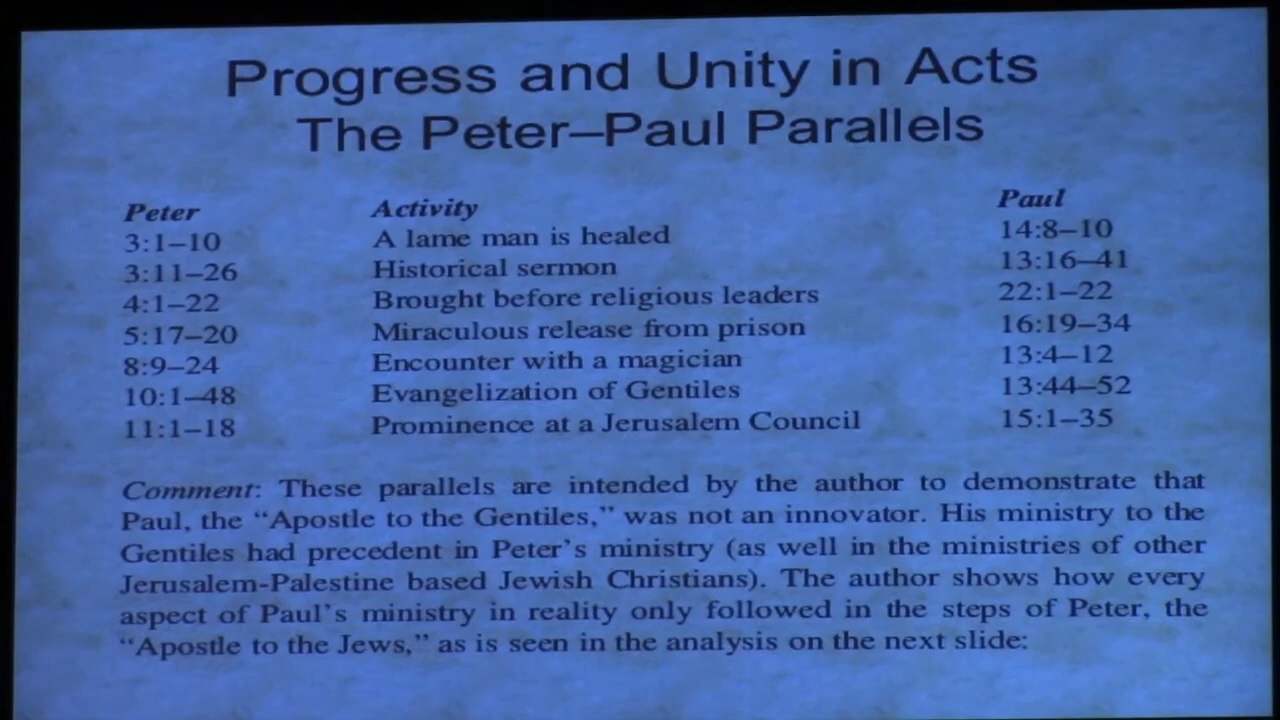 Progress and Unity in Acts
The Peter–Paul Parallels
Peter Activity Paul
3:1–10 A lame man is healed 14:8–10
3:11–26 Historical sermon 13:16–41
4:1–22 Brought before religious leaders 22:1–22
5:17–20 Miraculous release from prison 16:19–34
8:9–24 Encounter with a magician 13:4–12
10:1–48 Evangelization of Gentiles 13:44–52
11:1–18 Prominence at a Jerusalem Council 15:1–35
Comment: These parallels are intended by the author to demonstrate that
Paul, the “Apostle to the Gentiles,” was not an innovator. His ministry to the
Gentiles had precedent in Peter’s ministry (as well in the ministries of other
Jerusalem-Palestine based Jewish Christians). The author shows how every
aspect of Paul’s ministry in reality only followed in the steps of Peter, the
“Apostle to the Jews,” as is seen in the analysis on the next slide: